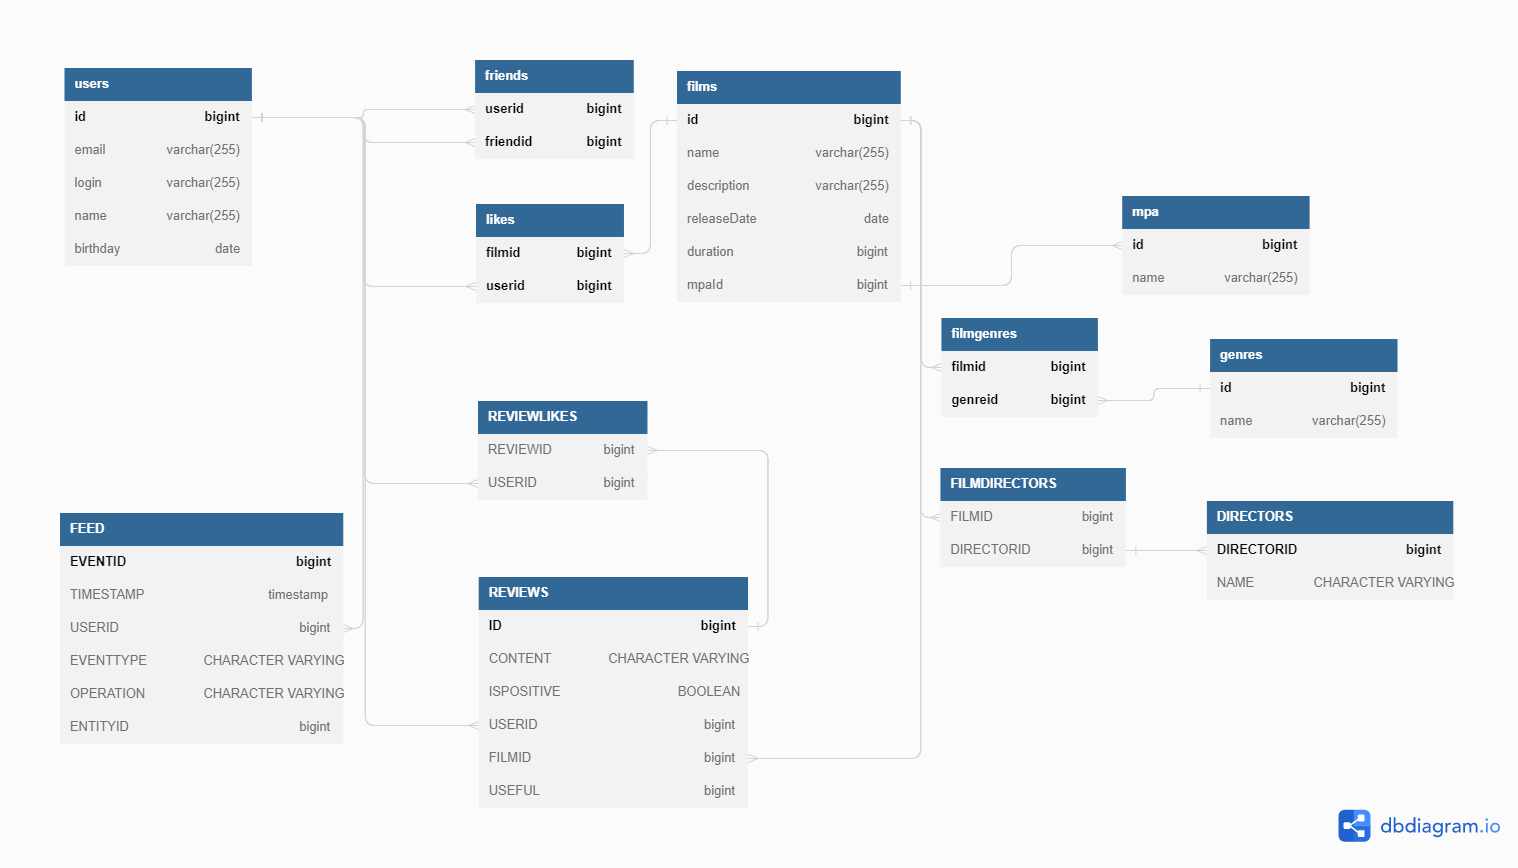 users
id bigint
email varchar(255)
login varchar(255)
name varchar(255)
birthday date
friends
userid bigint
friendid bigint
likes
filmid bigint
userid bigint
films
id bigint
name varchar(255)
description varchar(255)
releaseDate date
duration bigint
mpaId bigint
mpa
id bigint
name varchar(255)
filmgenres
filmid bigint
genreid bigint
genres
id bigint
name varchar(255)
REVIEWLIKES
REVIEWID bigint
USERID bigint
FILMDIRECTORS
FILMID bigint
DIRECTORID bigint
DIRECTORS
DIRECTORID bigint
NAME CHARACTER VARYING
FEED
EVENTID bigint
TIMESTAMP timestamp
USERID bigint
EVENTTYPE CHARACTER VARYING
OPERATION CHARACTER VARYING
ENTITYID bigint
REVIEWS
ID bigint
CONTENT CHARACTER VARYING
ISPOSITIVE BOOLEAN
USERID bigint
FILMID bigint
USEFUL bigint
dbdiagram.io